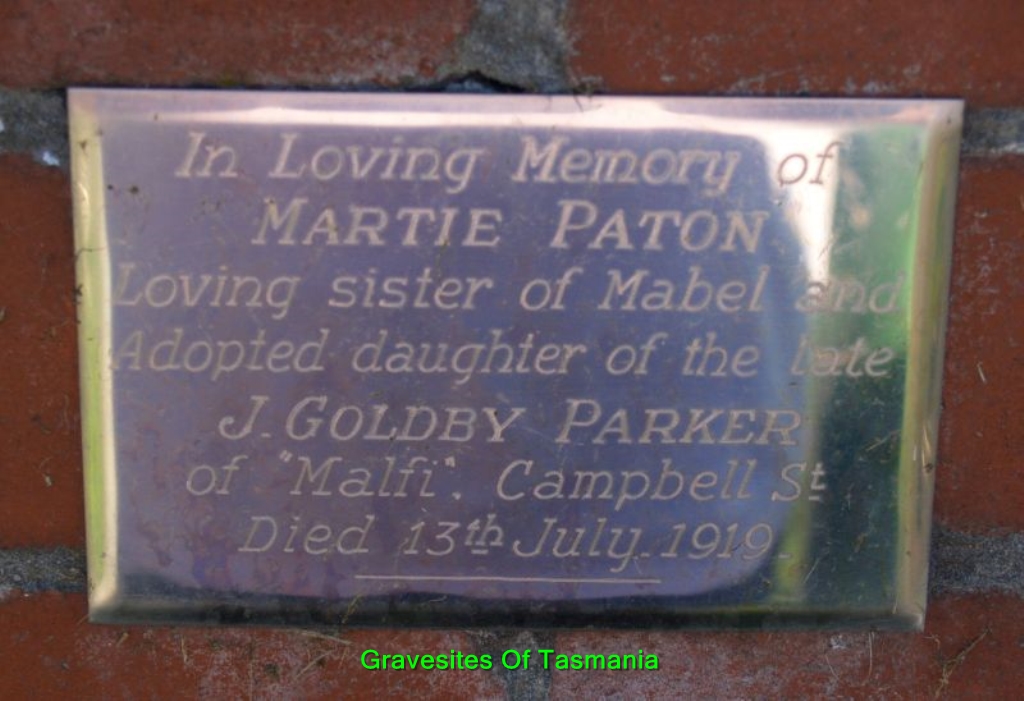 In Loving Memory of
MARTIE PATON
Loving sister of Mabel and
Adopted daughter of the late
J. GOLDBY PARKER
of "Malfi". Campbell St
Died 13th July. 1919.
Gravesites Of Tasmania